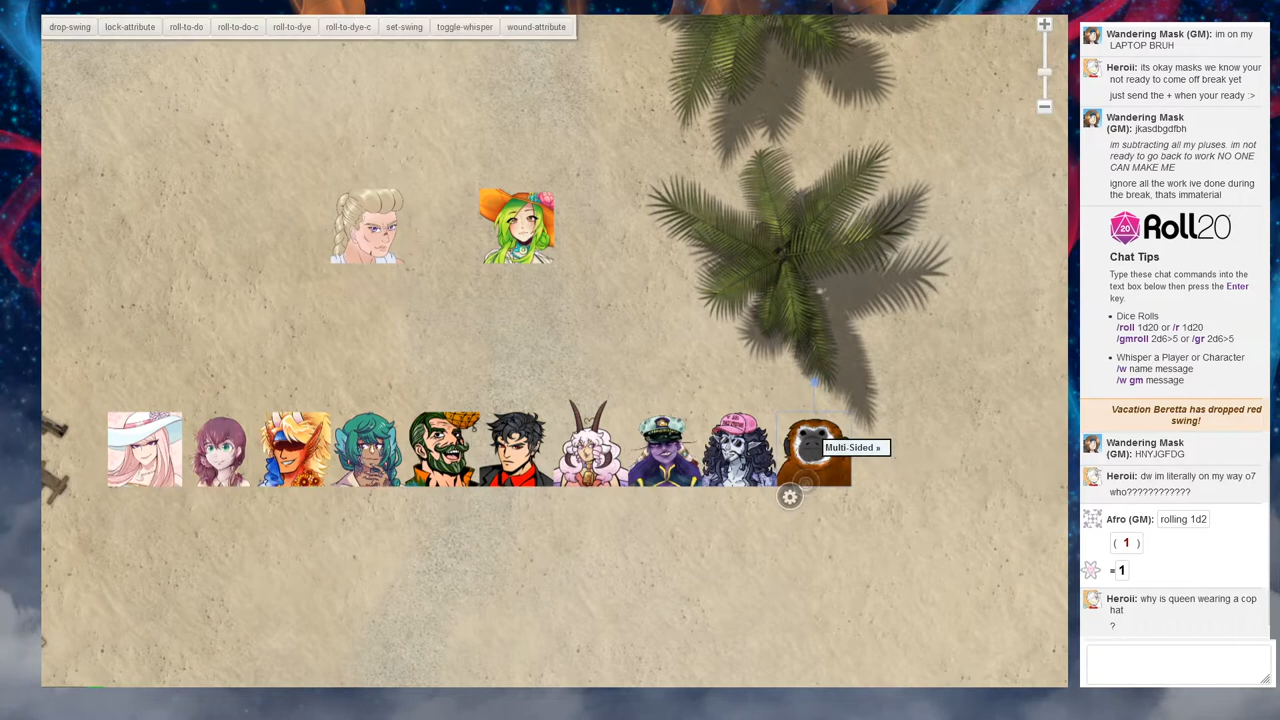 drop-swing
lock-attribute
roll-to-do
roll-to-do-c
roll-to-dye
roll-to-dye-c
set-swing
toggle-whisper
wound-attribute
Multi-Sided »
Wandering Mask (GM): im on my
LAPTOP BRUH
Heroii: its okay masks we know your
not ready to come off break yet
just send the + when your ready :>
Wandering Mask
(GM): jkasdbgdfbh
im subtracting all my pluses. im not
ready to go back to work NO ONE
CAN MAKE ME
ignore all the work ive done during
the break, thats immaterial
20 Roll20
Chat Tips
Type these chat commands into the
text box below then press the Enter
key.
• Dice Rolls
/roll 1d20 or /r 1d20
/gmroll 2d6>5 or /gr 2d6>5
• Whisper a Player or Character
/w name message
/w gm message
Vacation Beretta has dropped red
swing!
Wandering Mask
(GM): HNYJGFDG
Heroii: dw im literally on my way o7
who????????????
Afro (GM): rolling 1d2
( 1 )
= 1
Heroii: why is queen wearing a cop
hat
?